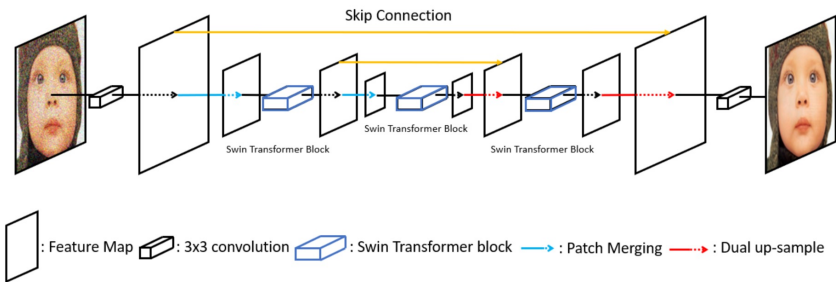 Skip Connection
Swin Transformer Block
Swin Transformer Block
Swin Transformer Block
: Feature Map
: 3x3 convolution
: Swin Transformer block
: Patch Merging
: Dual up-sample